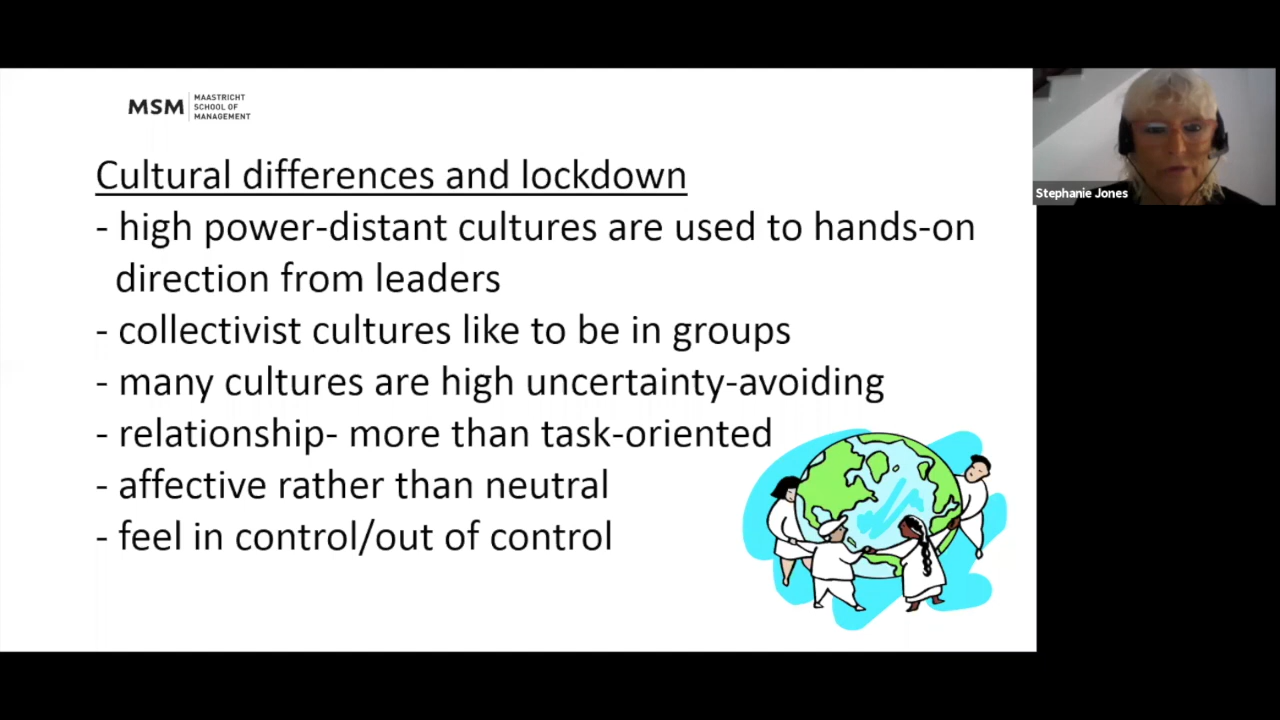 MSM
MAASTRICHT
SCHOOL OF
MANAGEMENT
Cultural differences and lockdown
- high power-distant cultures are used to hands-on
direction from leaders
- collectivist cultures like to be in groups
- many cultures are high uncertainty-avoiding
- relationship- more than task-oriented
- affective rather than neutral
- feel in control/out of control
Stephanie Jones